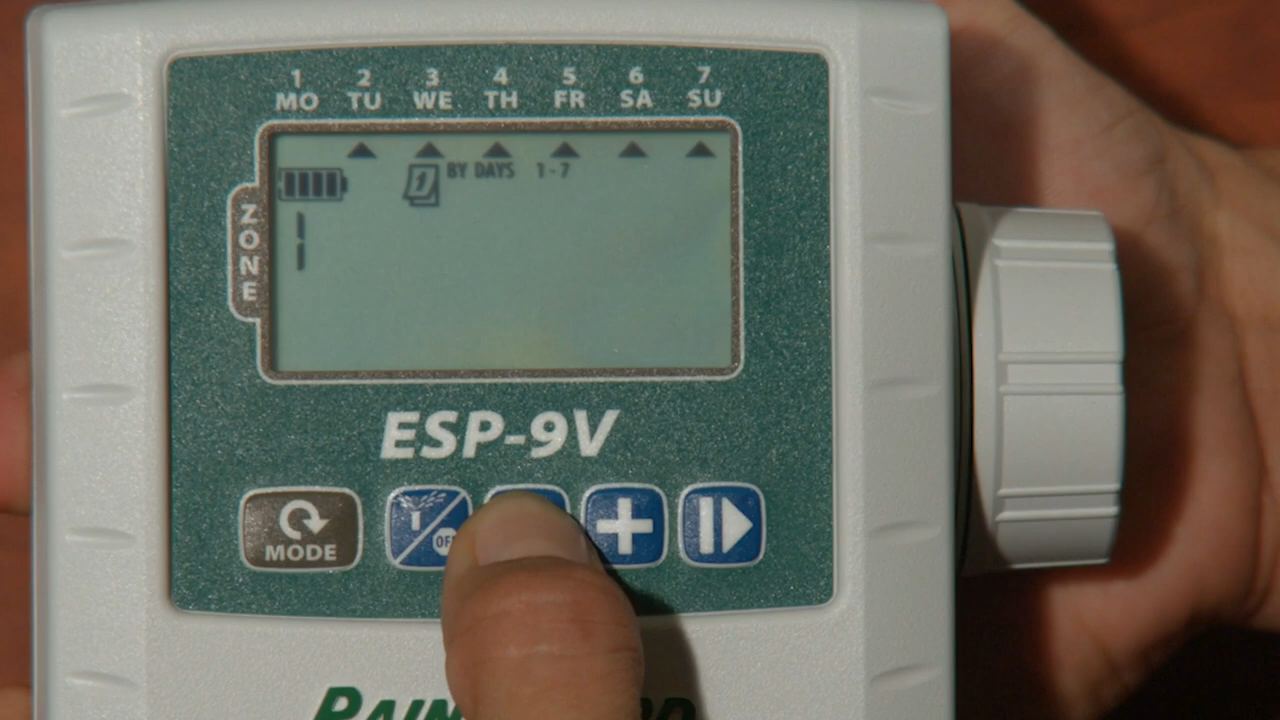 1 2 3 4 5 6 7
MO TU WE TH FR SA SU
1 BY DAYS 1-7
ZONE
1
ESP-9V
MODE